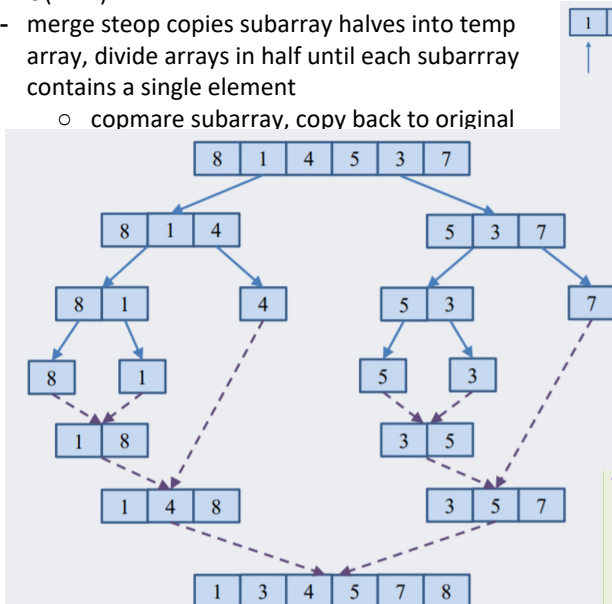 - merge steop copies subarray halves into temp
array, divide arrays in half until each subarrray
contains a single element
○ copmare subarray, copy back to original
1
8 1 4 5 3 7
8 1 4 5 3 7
8 1 4 5 3 7
8 1 5 3
1 8 3 5
1 4 8 3 5 7
1 3 4 5 7 8